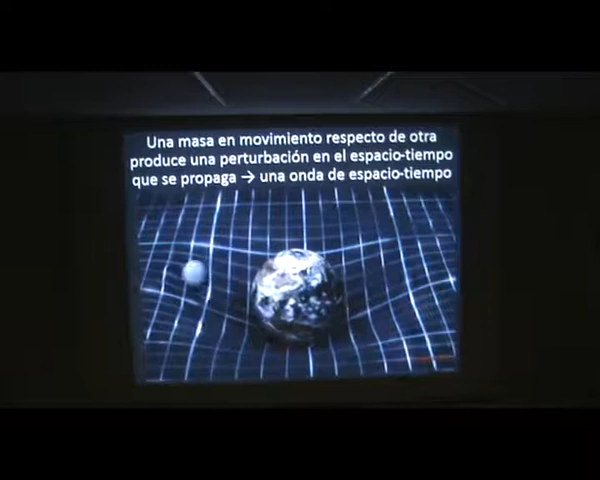 Una masa en movimiento respecto de otra
produce una perturbación en el espacio-tiempo
que se propaga → una onda de espacio-tiempo